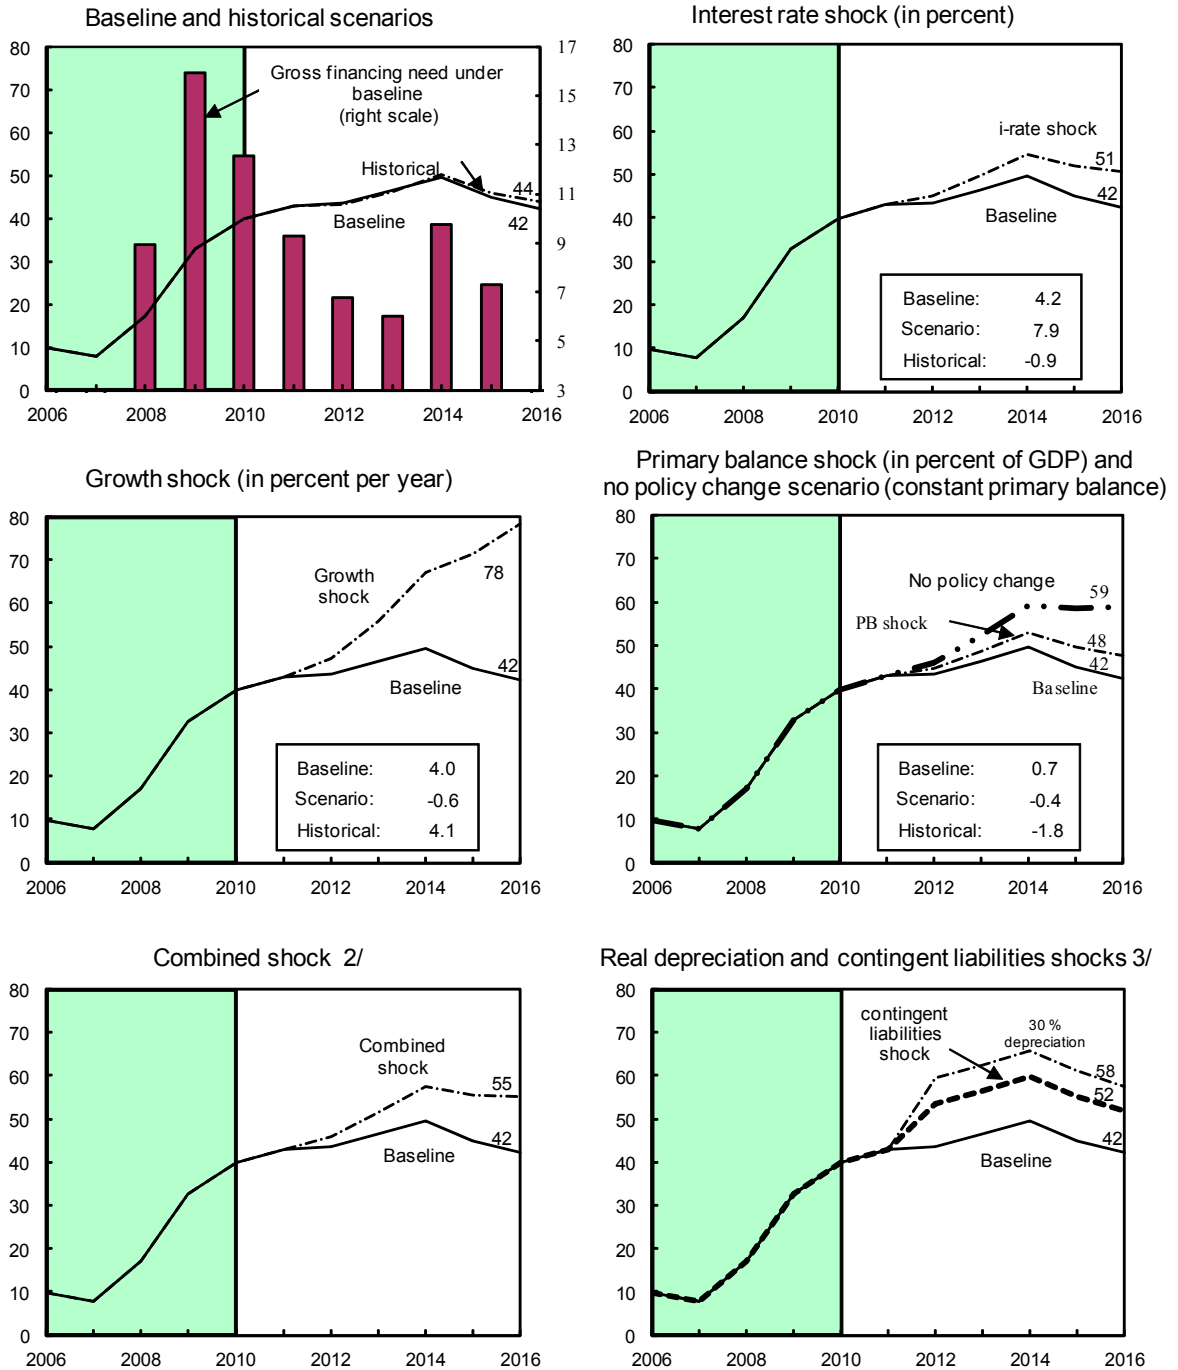 Baseline and historical scenarios
80
70
60
50
40
30
20
10
0
17
15
13
11
9
7
5
3
Gross financing need under
baseline
(right scale)
Historical
44
Baseline
42
2006 2008 2010 2012 2014 2016
Interest rate shock (in percent)
80
70
60
50
40
30
20
10
0
i-rate shock
51
42
Baseline
Baseline: 4.2
Scenario: 7.9
Historical: -0.9
2006 2008 2010 2012 2014 2016
Growth shock (in percent per year)
80
70
60
50
40
30
20
10
0
Growth
shock
78
42
Baseline
Baseline: 4.0
Scenario: -0.6
Historical: 4.1
2006 2008 2010 2012 2014 2016
Primary balance shock (in percent of GDP) and
no policy change scenario (constant primary balance)
80
70
60
50
40
30
20
10
0
No policy change
59
PB shock
48
42
Baseline
Baseline: 0.7
Scenario: -0.4
Historical: -1.8
2006 2008 2010 2012 2014 2016
Combined shock 2/
80
70
60
50
40
30
20
10
0
Combined
shock
55
42
Baseline
2006 2008 2010 2012 2014 2016
Real depreciation and contingent liabilities shocks 3/
80
70
60
50
40
30
20
10
0
contingent
liabilities
shock
30 %
depreciation
58
52
42
Baseline
2006 2008 2010 2012 2014 2016